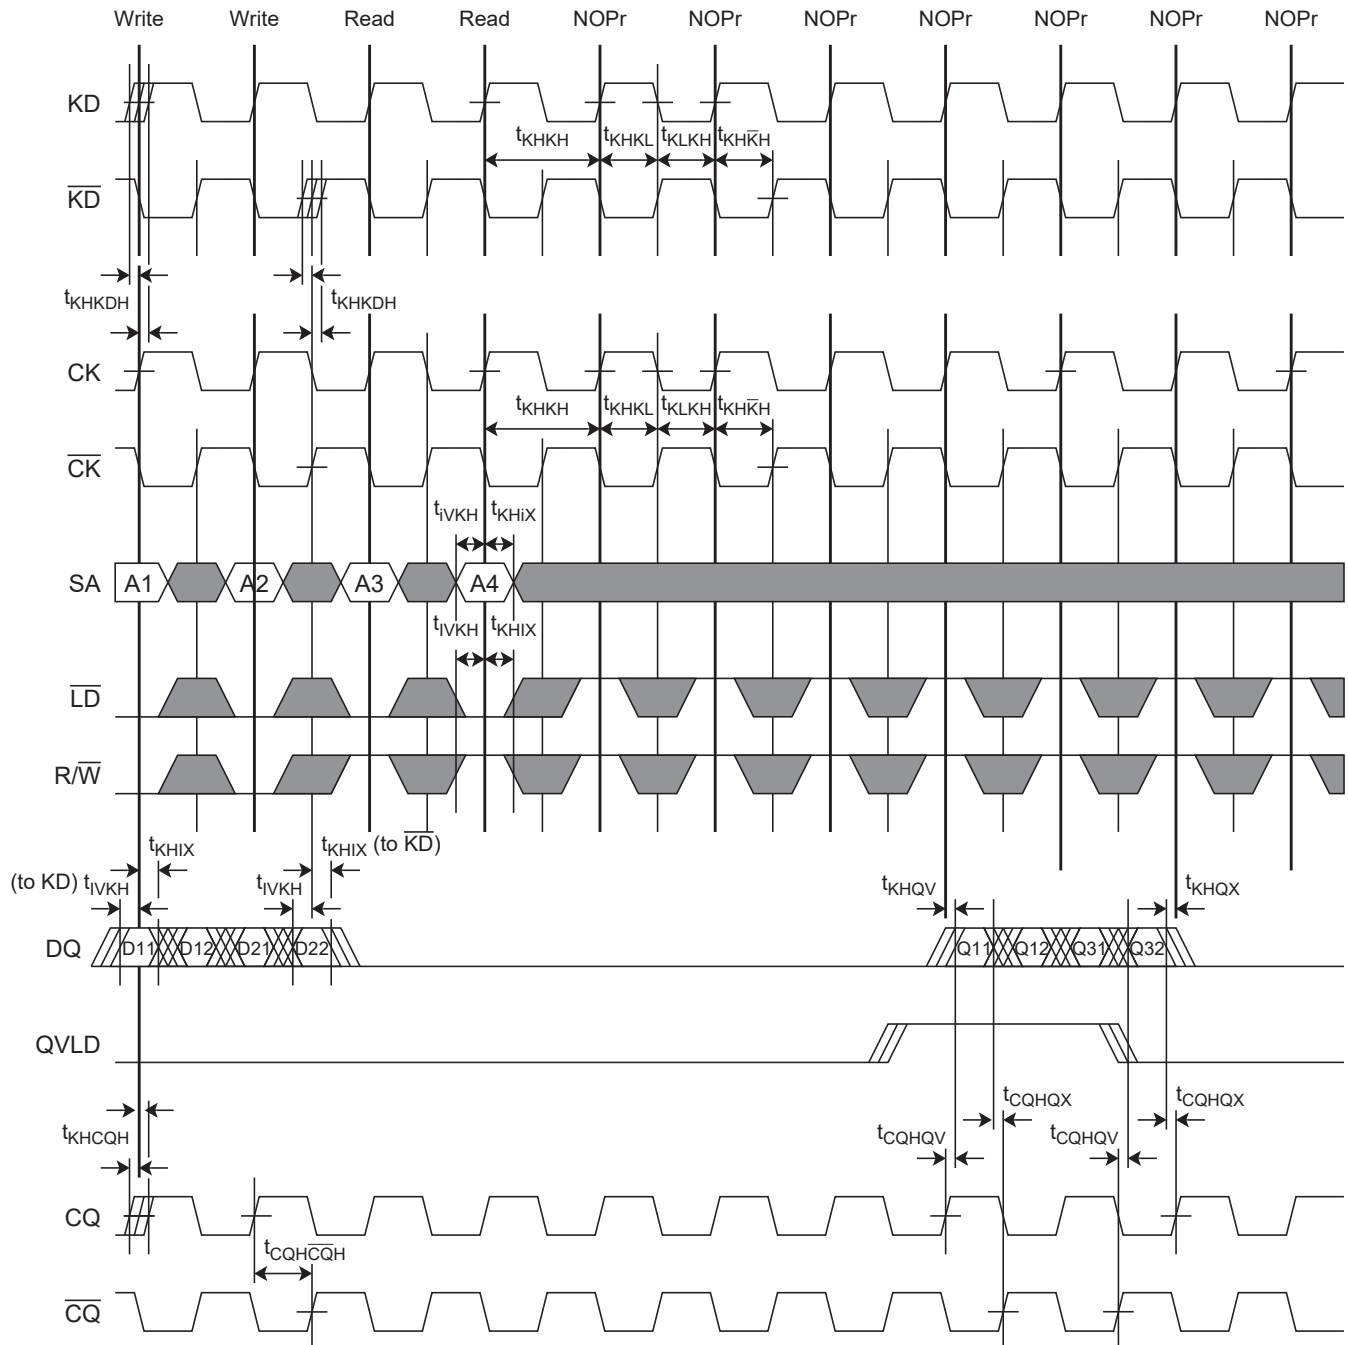 Write Write Read Read NOPr NOPr NOPr NOPr NOPr NOPr NOPr
KD
tKHKH tKHKL tKLKH tKHK̅H
K̅D̅
tKHKDH tKHKDH
CK
tKHKH tKHKL tKLKH tKHK̅H
C̅K̅
tiVKH tKHiX
SA A1 A2 A3 A4
tIVKH tKHIX
L̅D̅
R/W̅
tKHIX tKHIX (to K̅D̅)
(to KD) tIVKH tIVKH tKHQV tKHQX
DQ D11 D12 D21 D22 Q11 Q12 Q31 Q32
QVLD
tCQHQX tCQHQX
tKHCQH tCQHQV tCQHQV
CQ
tCQHC̅Q̅H
C̅Q̅